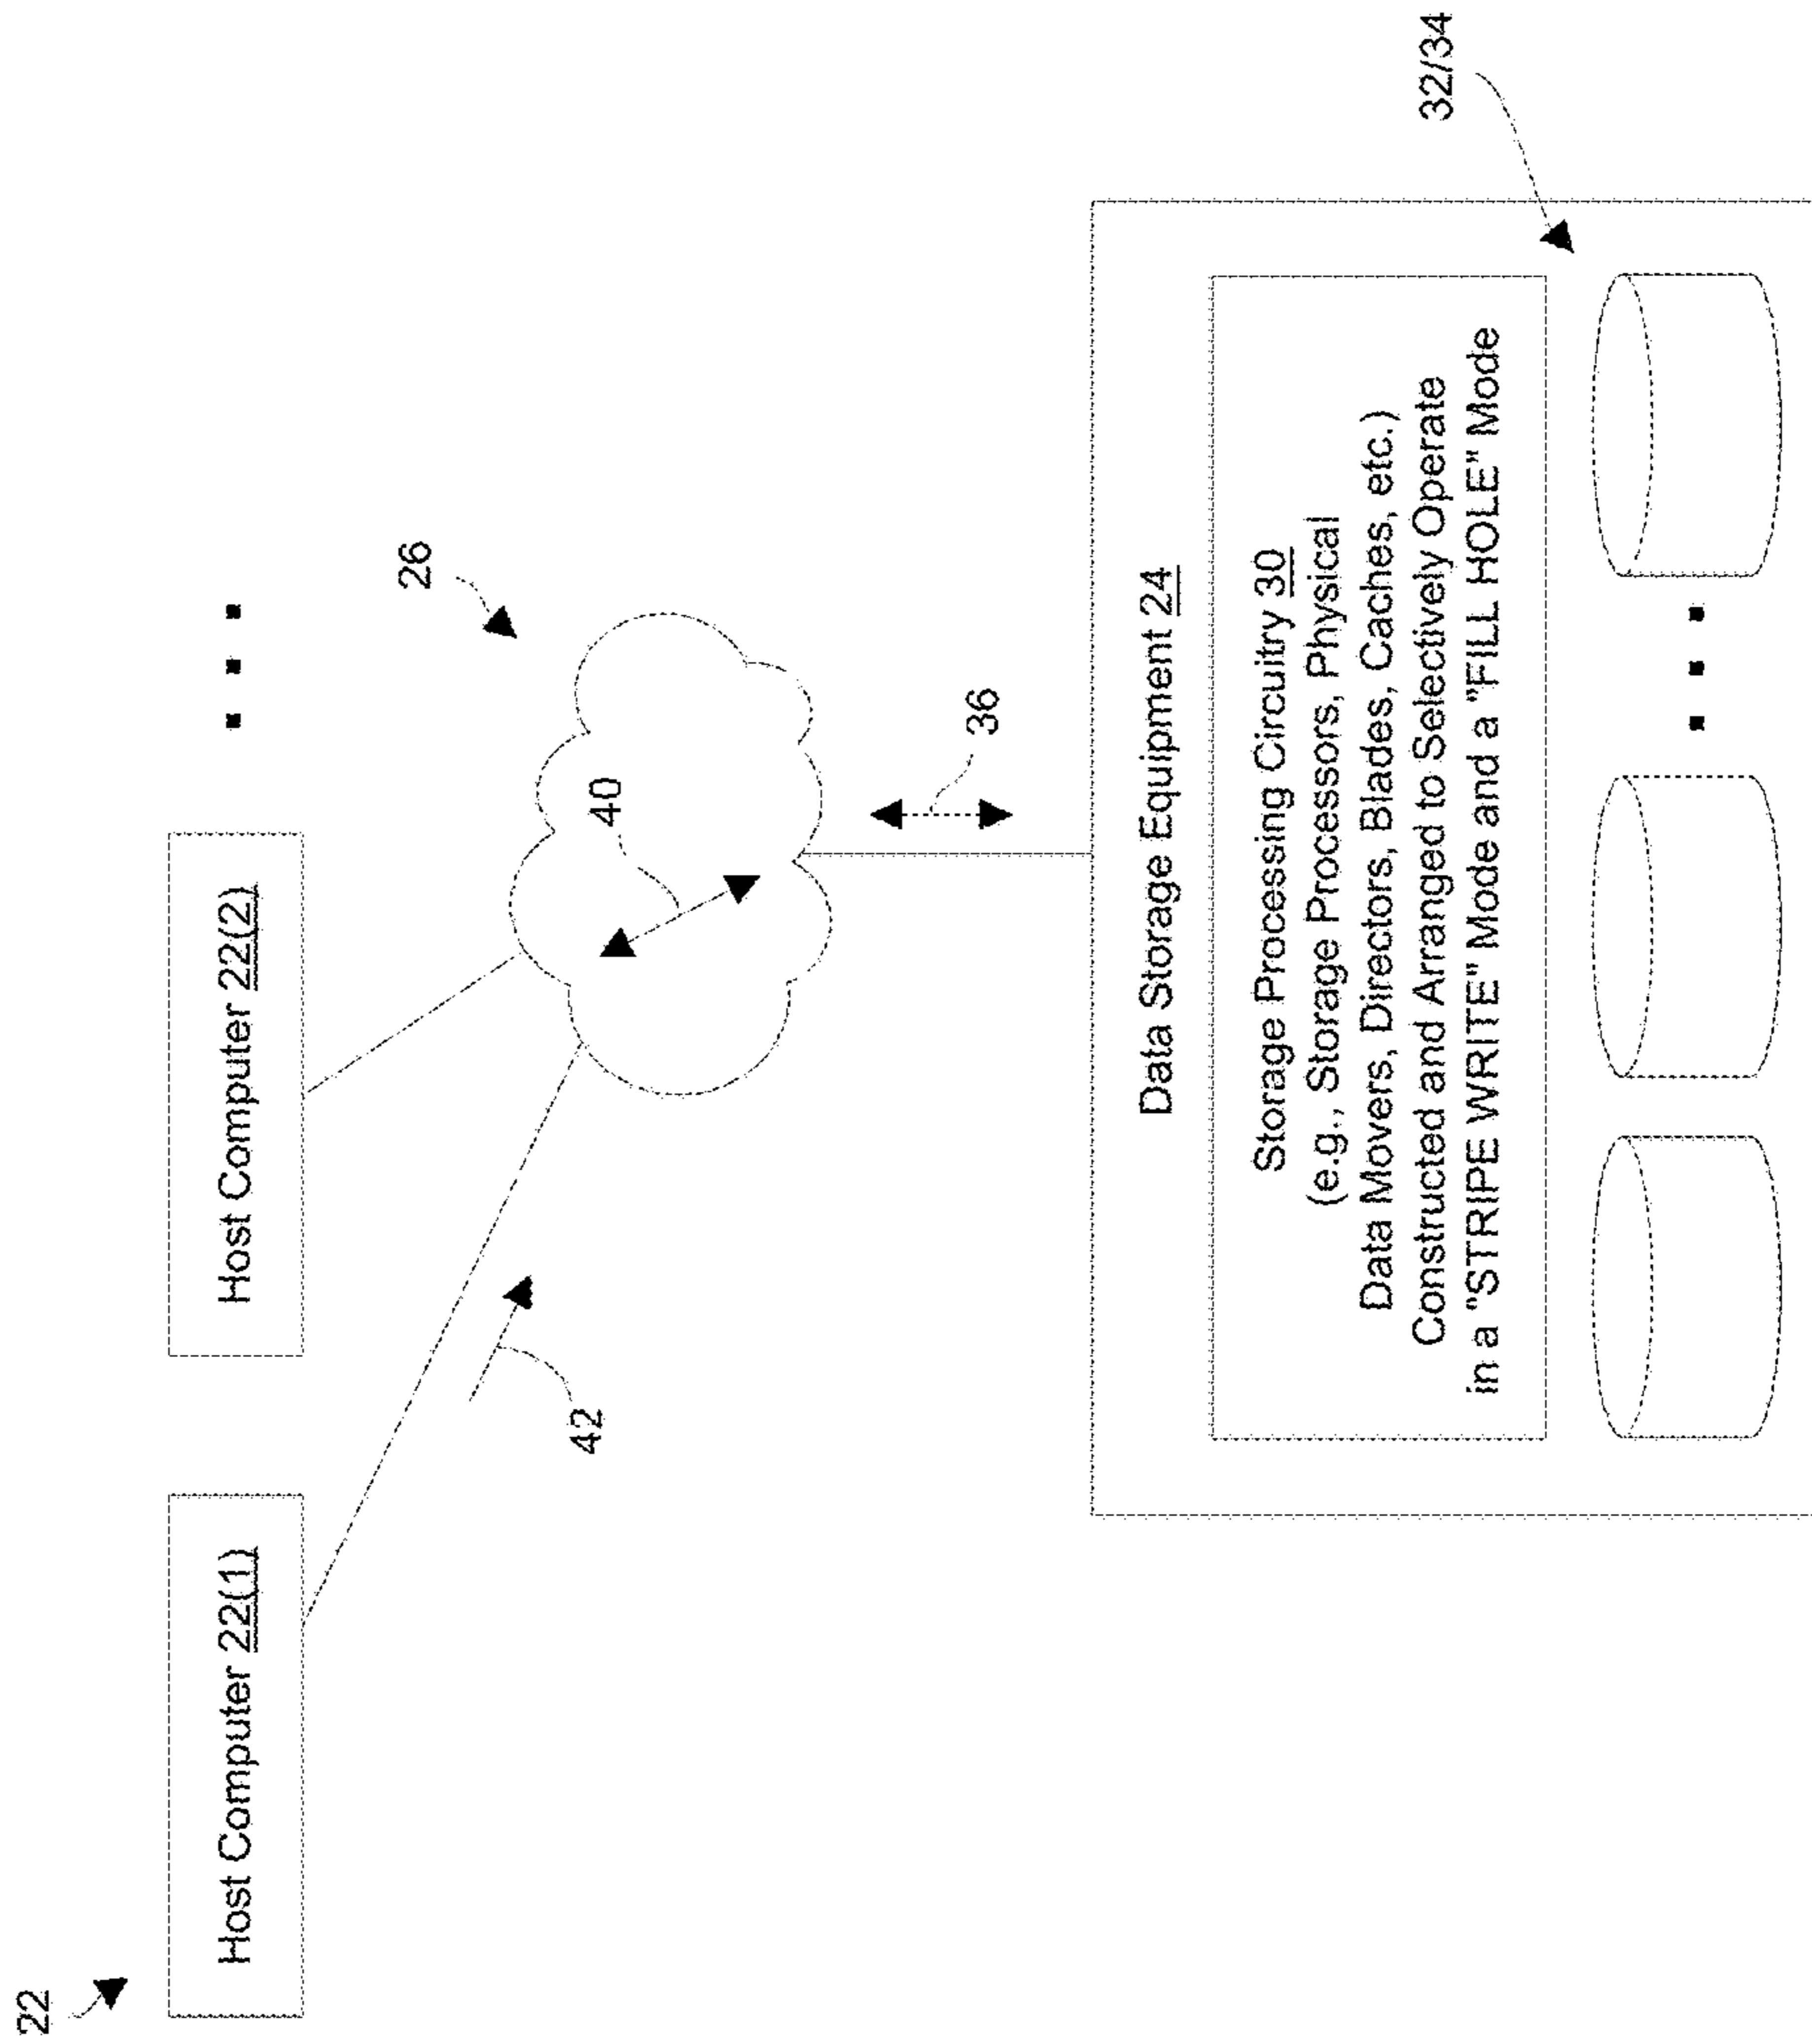 22
Host Computer 22(1)
Host Computer 22(2)
42
40
26
36
Data Storage Equipment 24
Storage Processing Circuitry 30
(e.g., Storage Processors, Physical
Data Movers, Directors, Blades, Caches, etc.)
Constructed and Arranged to Selectively Operate
in a "STRIPE WRITE" Mode and a "FILL HOLE" Mode
32/34